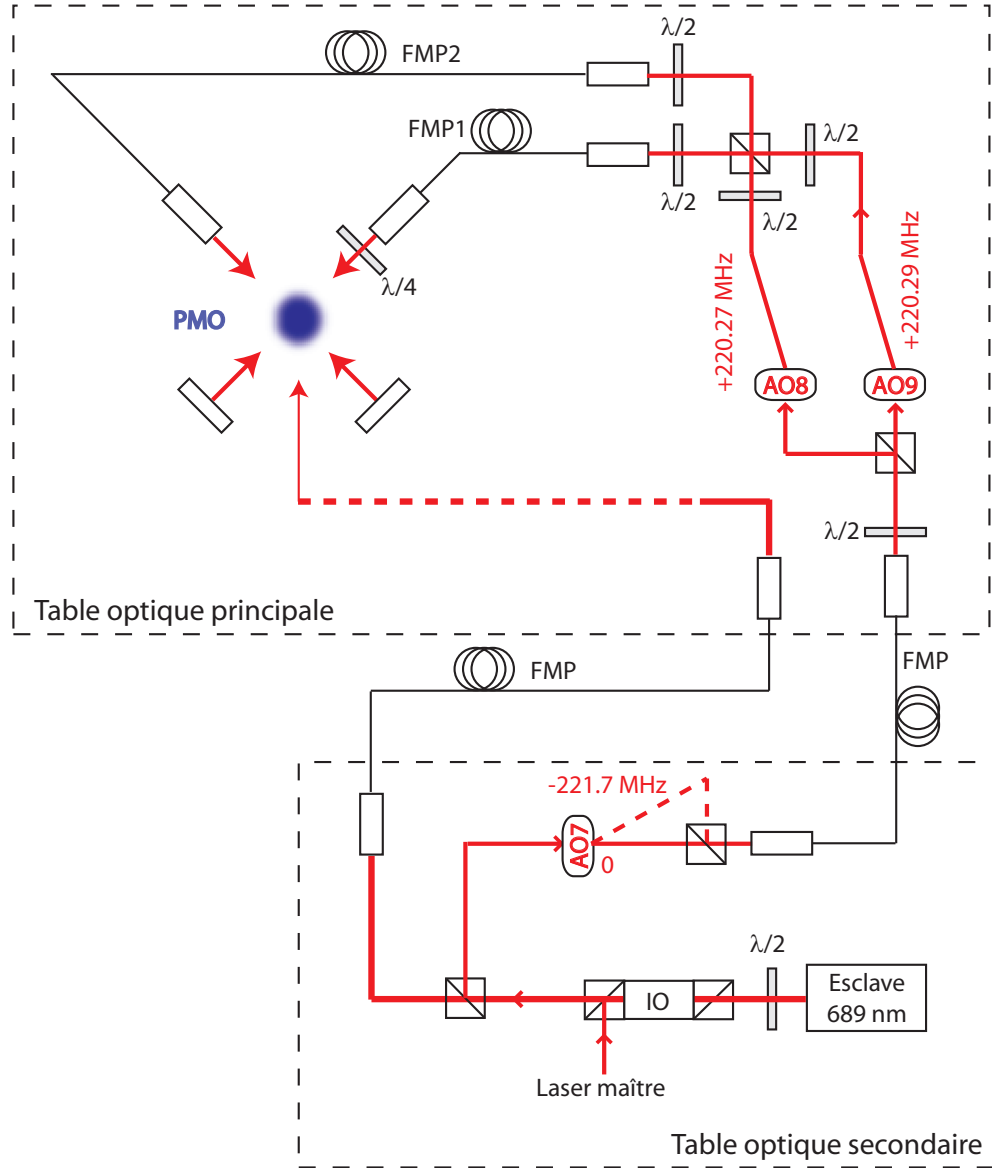 λ/2
FMP2
FMP1
λ/2
λ/2
λ/2
λ/4
PMO
+220.27 MHz
+220.29 MHz
AO8
AO9
λ/2
Table optique principale
FMP
FMP
-221.7 MHz
AO7
0
λ/2
IO
Esclave
689 nm
Laser maître
Table optique secondaire